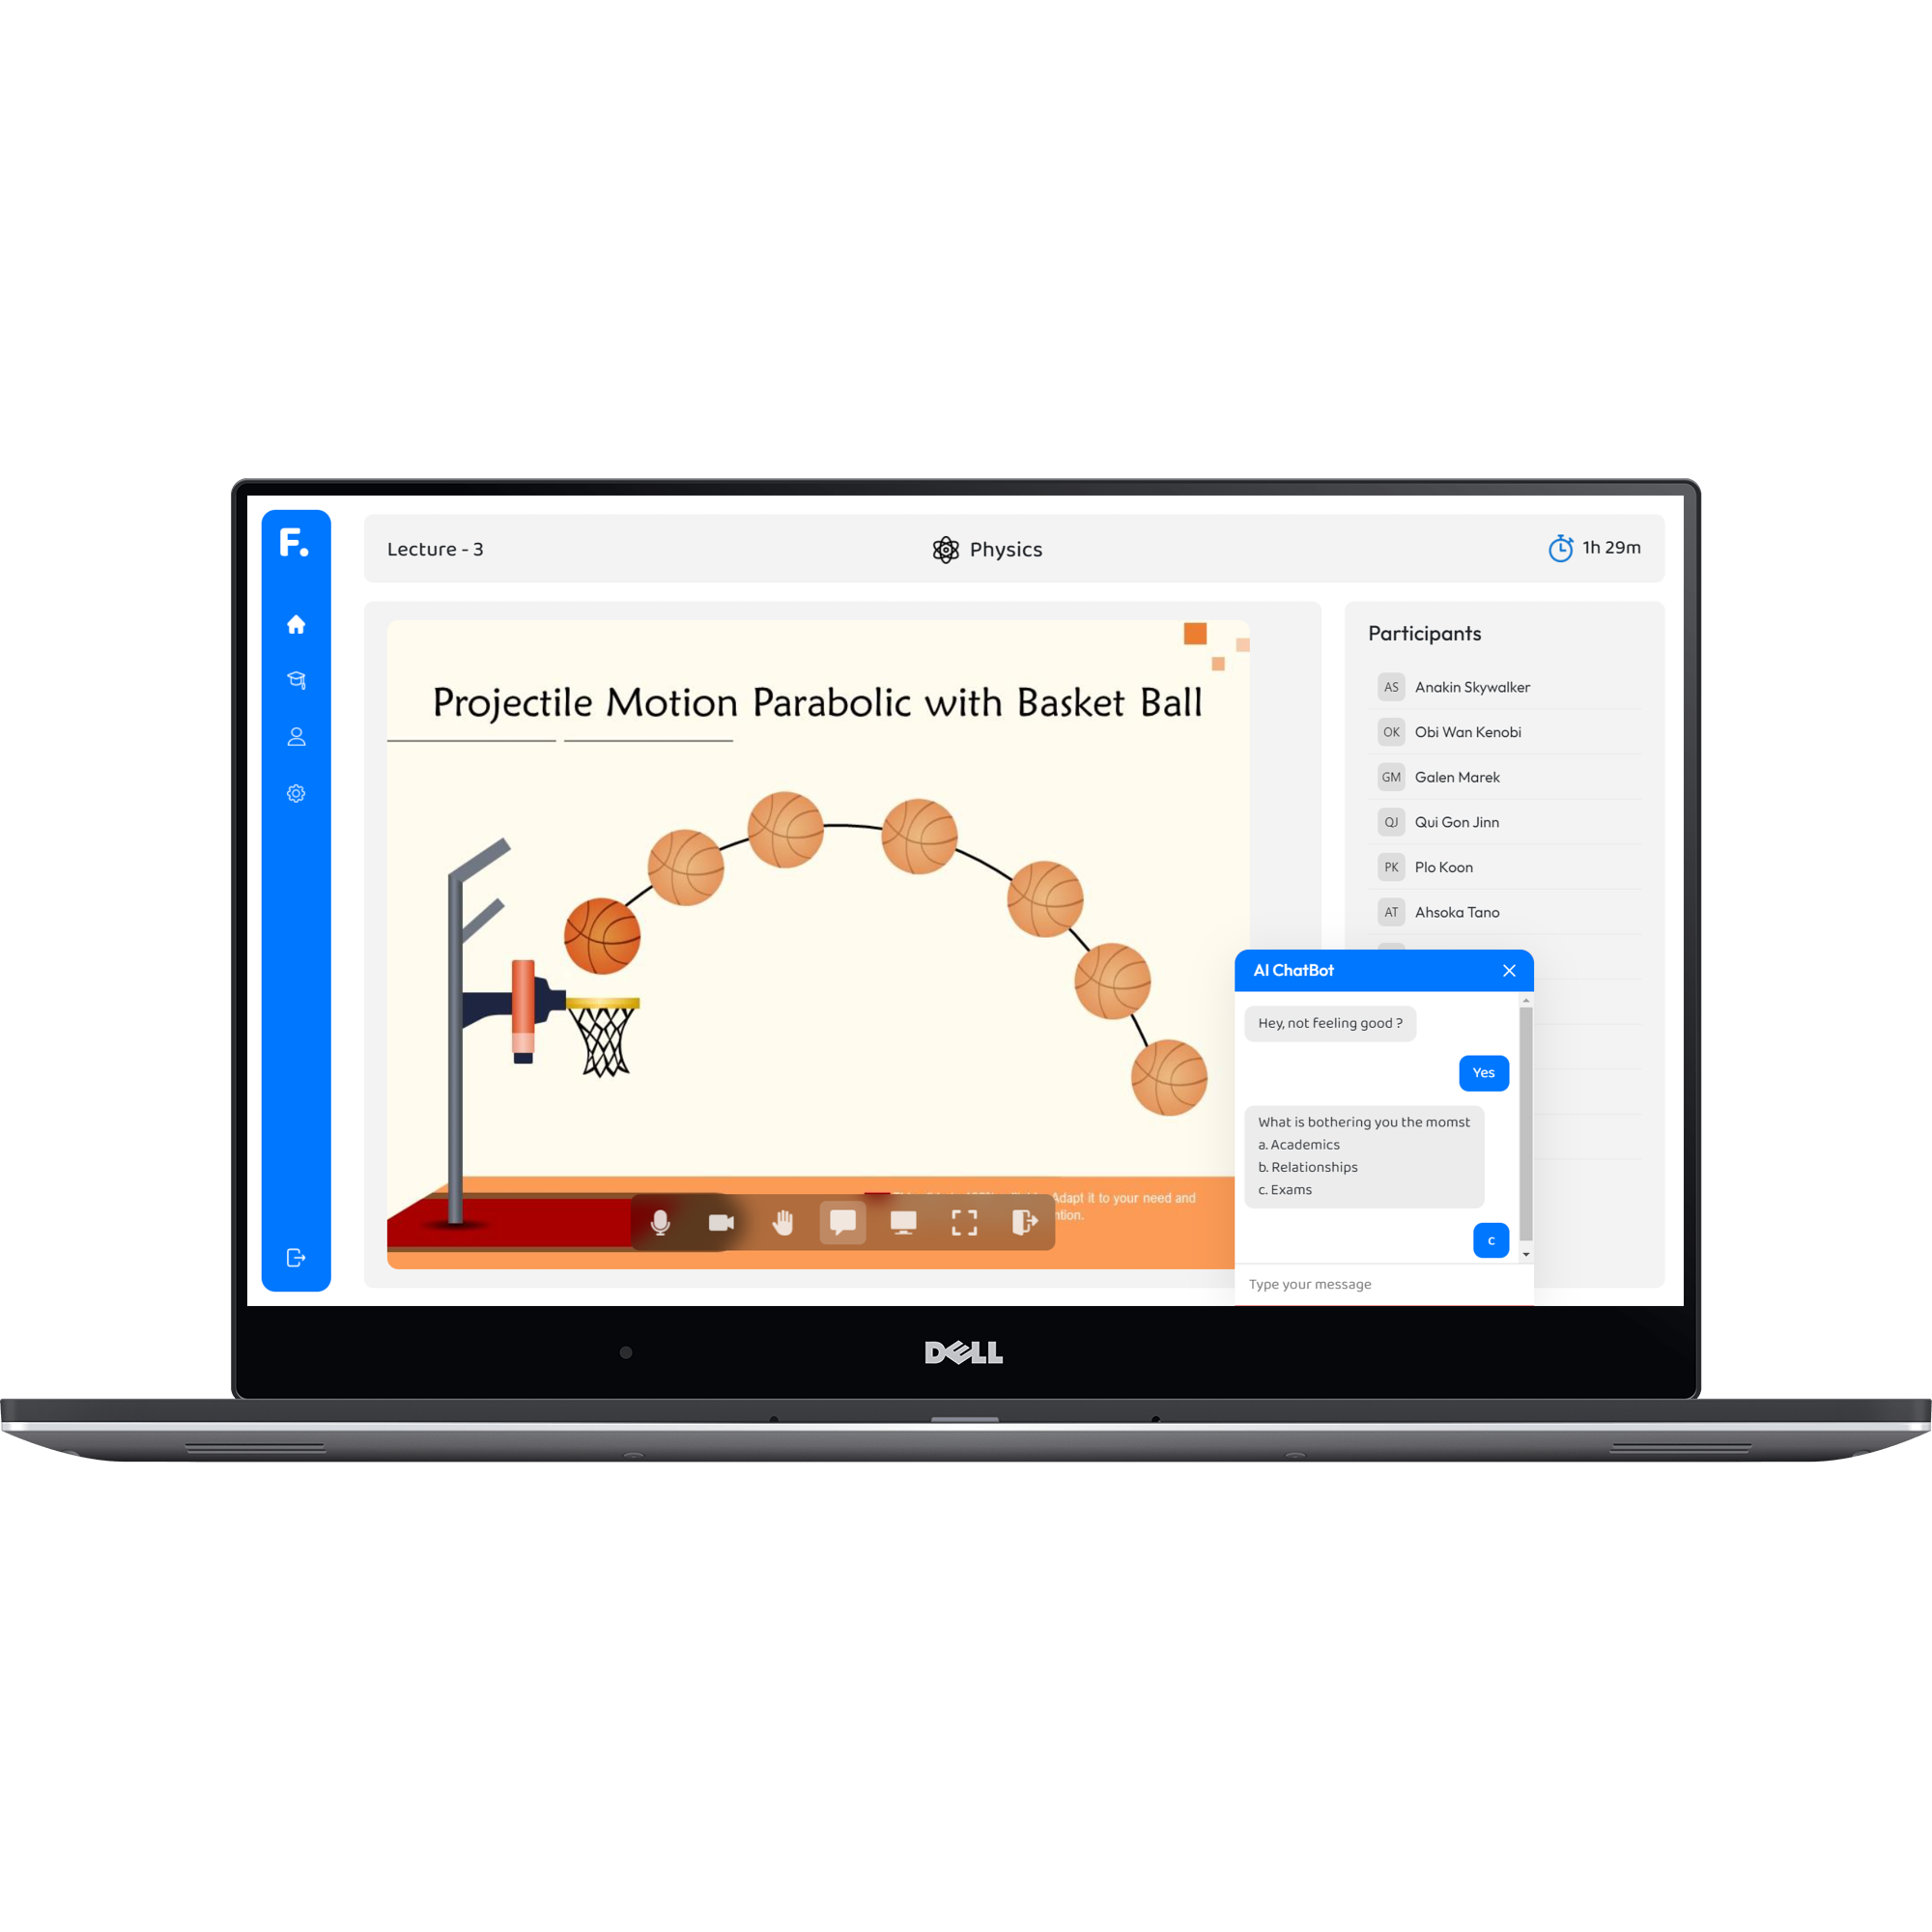 F.
Lecture - 3
Physics
1h 29m
Projectile Motion Parabolic with Basket Ball
Adapt it to your need and
Participants
AS Anakin Skywalker
OK Obi Wan Kenobi
GM Galen Marek
QJ Qui Gon Jinn
PK Plo Koon
AT Ahsoka Tano
AI ChatBot
Hey, not feeling good ?
Yes
What is bothering you the momst
a. Academics
b. Relationships
c. Exams
c
Type your message
DELL